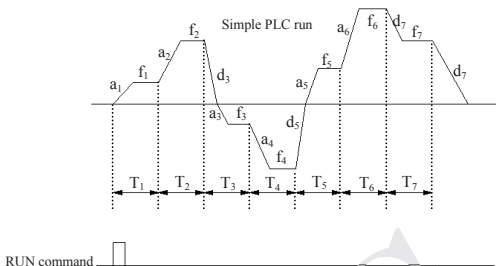 Simple PLC run
a1 f1 a2 f2 d3 a3 f3 a4 f4 d5 a5 f5 a6 f6 d7 f7 d7
T1 T2 T3 T4 T5 T6 T7
RUN command